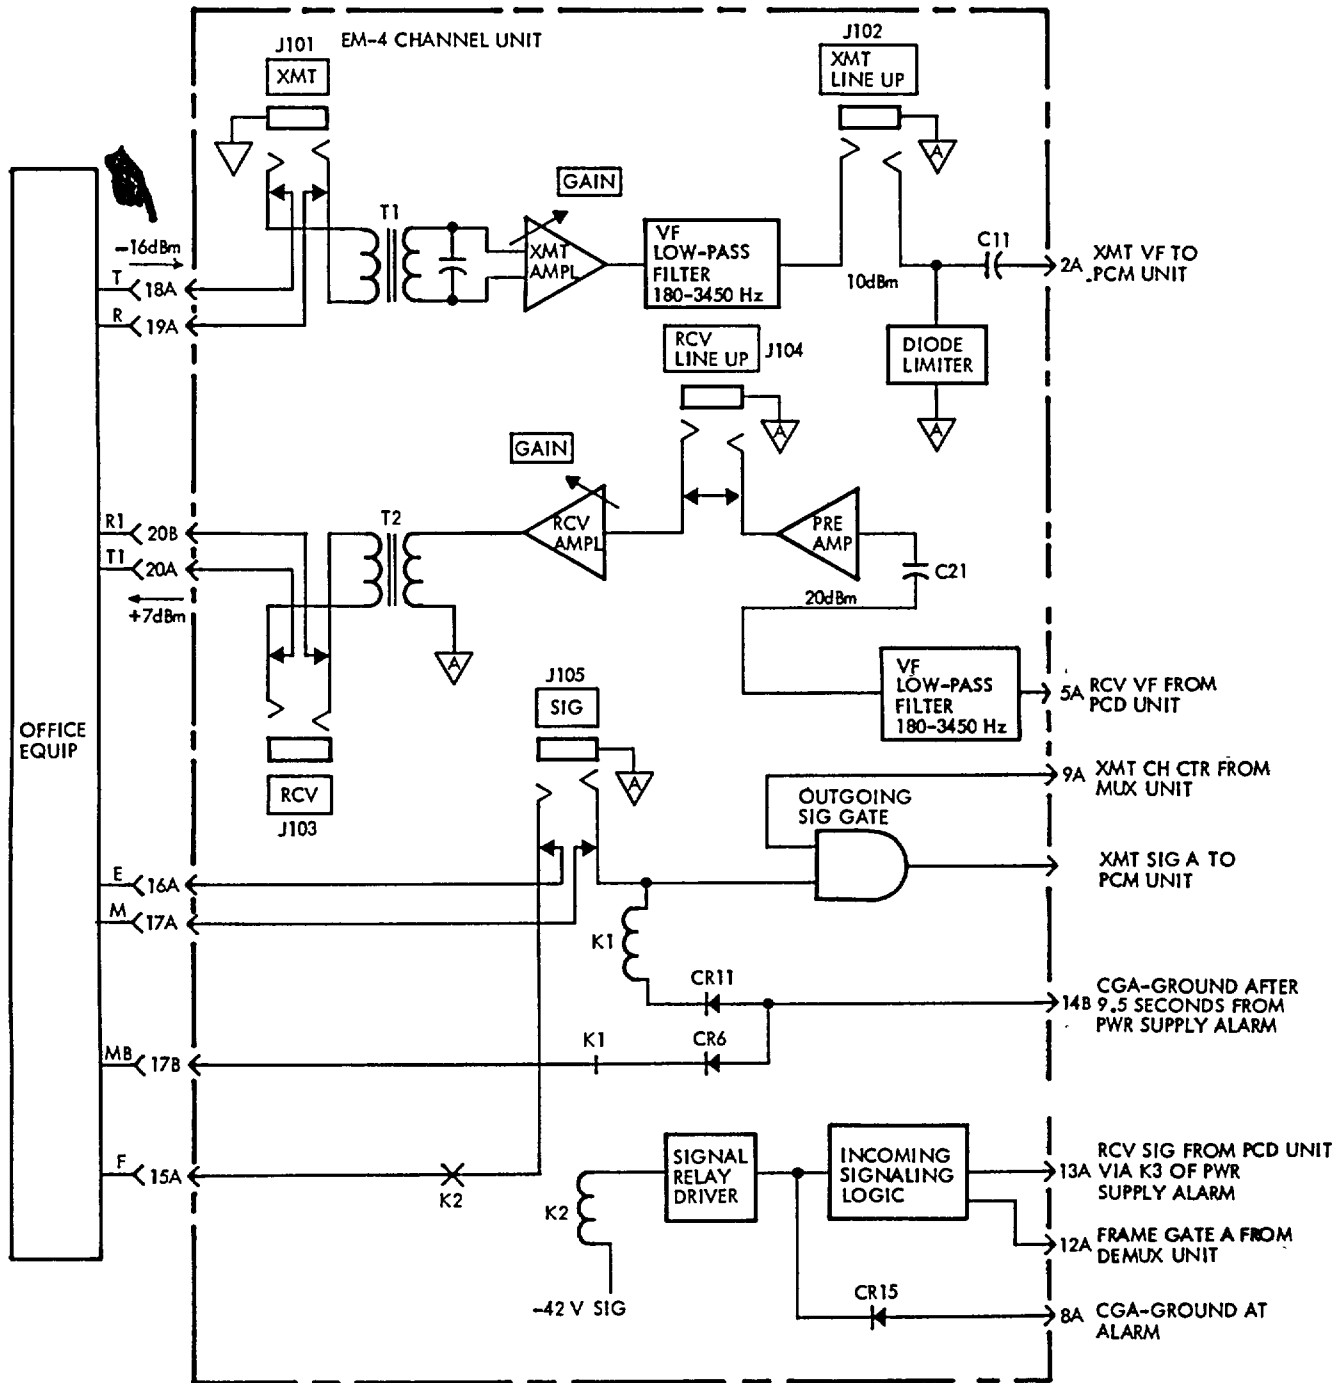 EM-4 CHANNEL UNIT
J101
XMT
J102
XMT
LINE UP
A
GAIN
T1
XMT
AMPL
VF
LOW-PASS
FILTER
180-3450 Hz
10dBm
C11
2A
XMT VF TO
PCM UNIT
-16dBm
T
18A
R
19A
DIODE
LIMITER
A
RCV
LINE UP
J104
A
GAIN
R1
20B
T2
RCV
AMPL
PRE
AMP
T1
20A
C21
+7dBm
20dBm
A
VF
LOW-PASS
FILTER
180-3450 Hz
5A
RCV VF FROM
PCD UNIT
J105
SIG
A
OFFICE
EQUIP
RCV
J103
9A
XMT CH CTR FROM
MUX UNIT
OUTGOING
SIG GATE
XMT SIG A TO
PCM UNIT
E
16A
M
17A
K1
CR11
14B
CGA-GROUND AFTER
9.5 SECONDS FROM
PWR SUPPLY ALARM
MB
17B
K1
CR6
F
15A
K2
K2
-42 V SIG
SIGNAL
RELAY
DRIVER
INCOMING
SIGNALING
LOGIC
13A
RCV SIG FROM PCD UNIT
VIA K3 OF PWR
SUPPLY ALARM
12A
FRAME GATE A FROM
DEMUX UNIT
CR15
8A
CGA-GROUND AT
ALARM